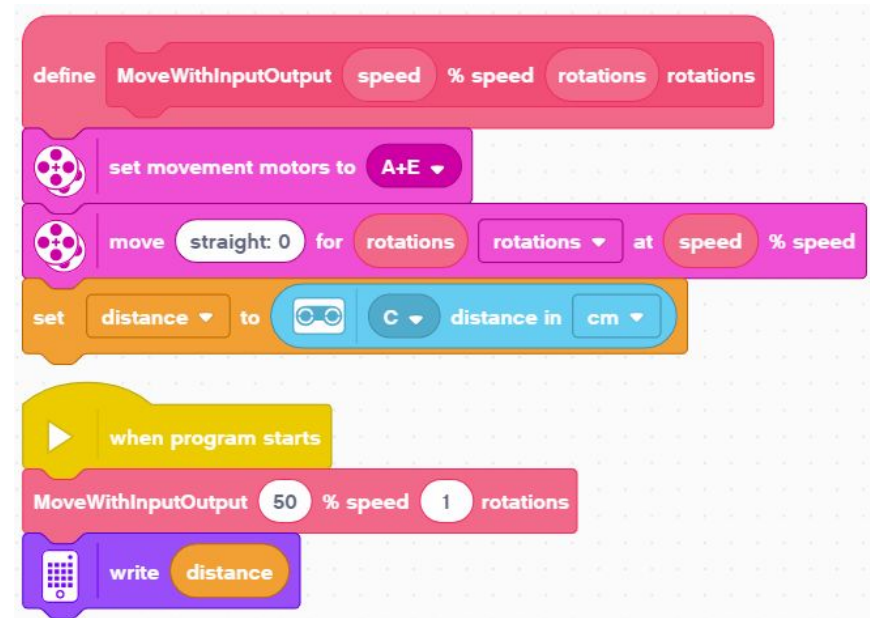 define MoveWithInputOutput speed % speed rotations rotations
set movement motors to A+E
move straight: 0 for rotations rotations at speed % speed
set distance to C distance in cm
when program starts
MoveWithInputOutput 50 % speed 1 rotations
write distance